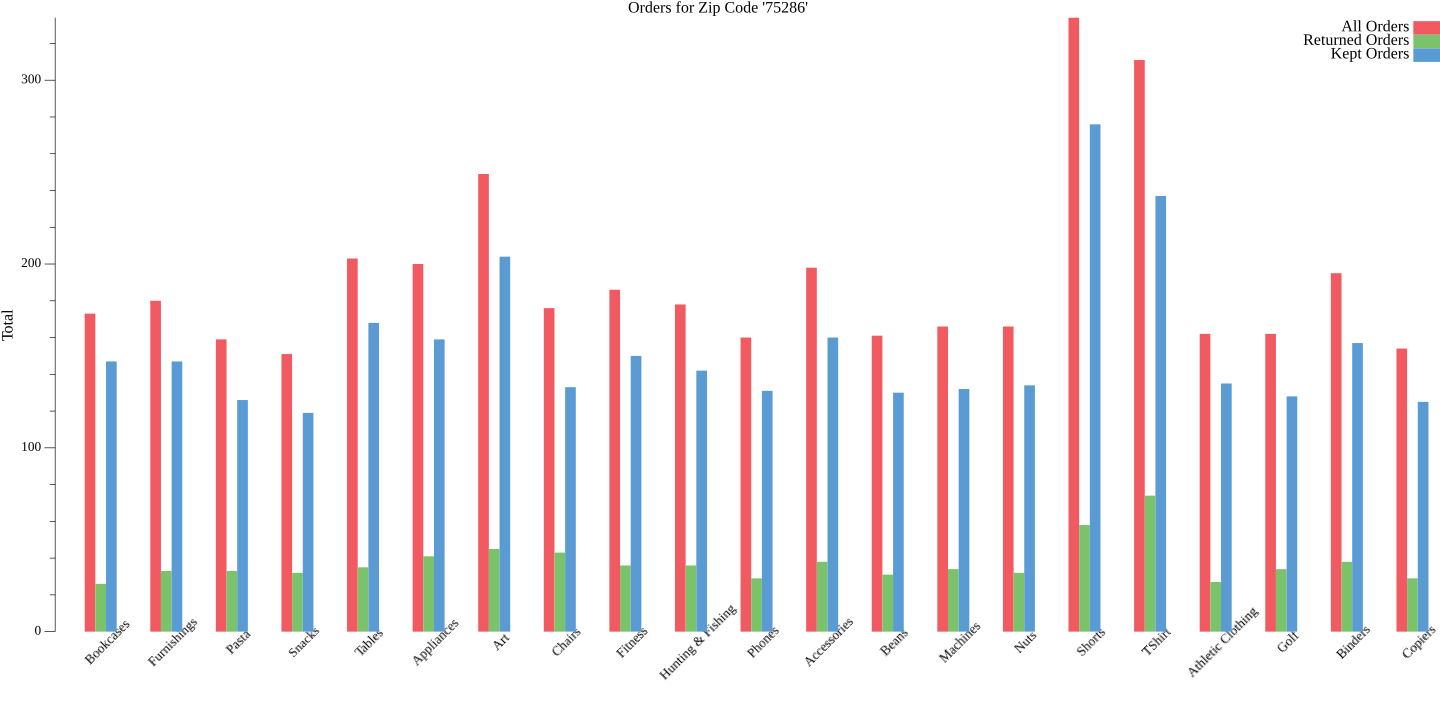 Orders for Zip Code '75286'
All Orders
Returned Orders
Kept Orders
Total
300
200
100
0
Bookcases
Furnishings
Pasta
Snacks
Tables
Appliances
Art
Chairs
Fitness
Hunting & Fishing
Phones
Accessories
Beans
Machines
Nuts
Shorts
TShirt
Athletic Clothing
Golf
Binders
Copiers